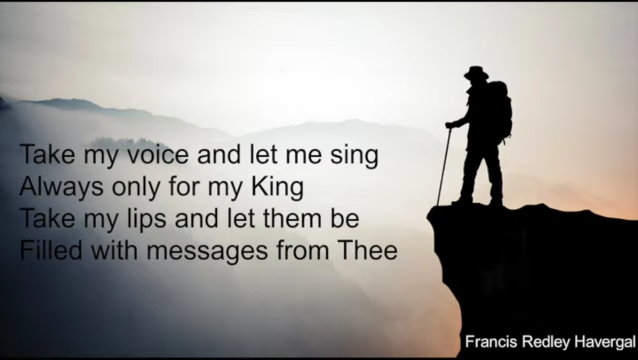 Take my voice and let me sing
Always only for my King
Take my lips and let them be
Filled with messages from Thee
Francis Redley Havergal